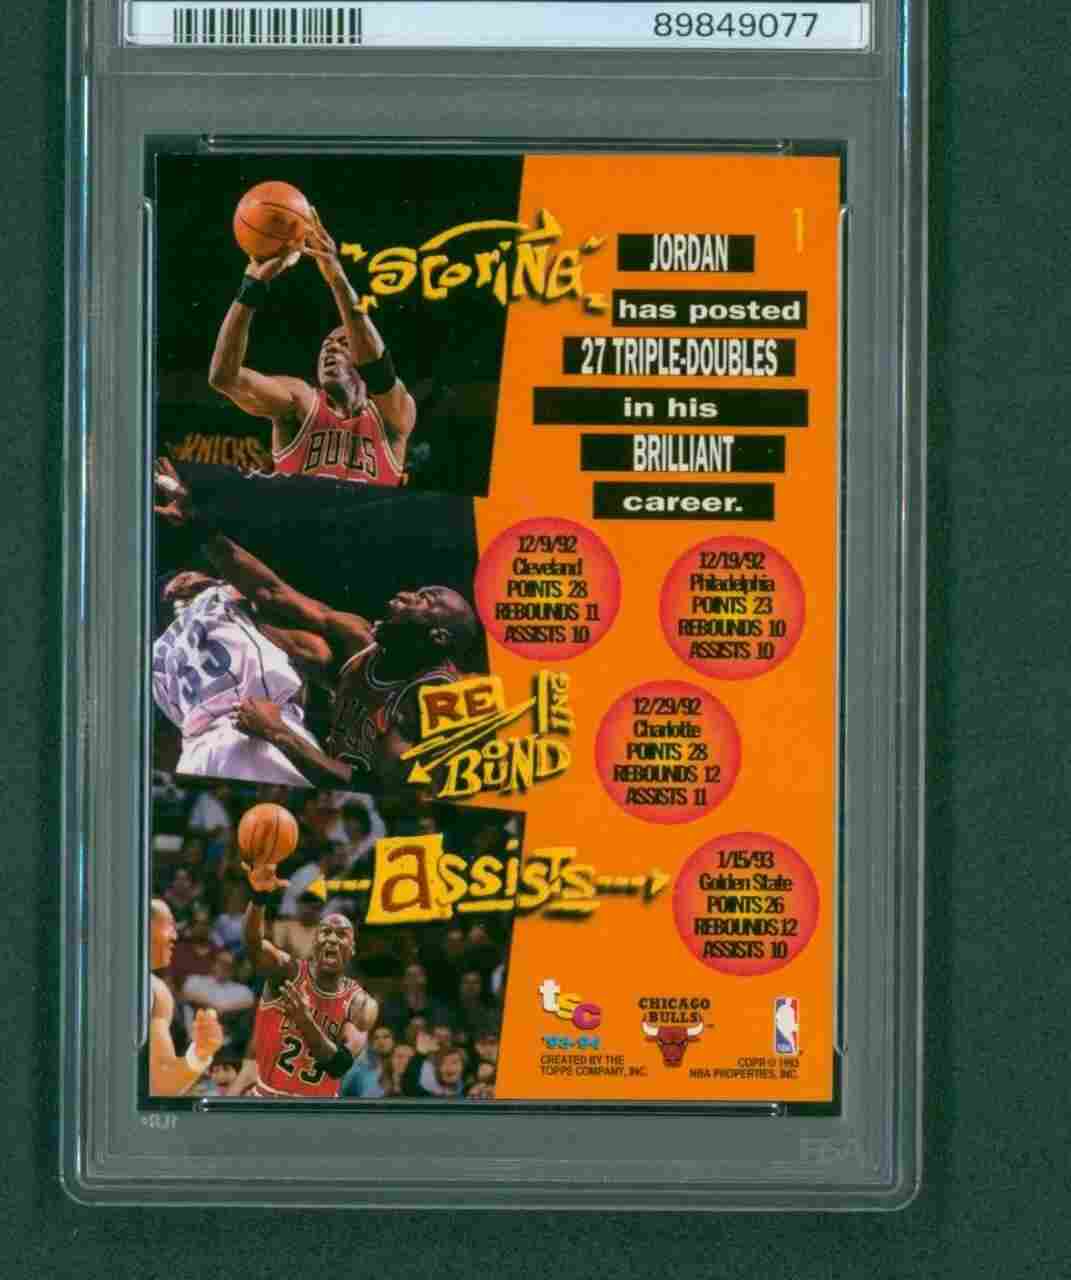 89849077
1
SCORING
JORDAN
has posted
27 TRIPLE-DOUBLES
in his
BRILLIANT
career.
KNICKS
BULLS
12/9/92
Cleveland
POINTS 28
REBOUNDS 11
ASSISTS 10
12/19/92
Philadelphia
POINTS 23
REBOUNDS 10
ASSISTS 10
33
REBOUNDING
12/29/92
Charlotte
POINTS 28
REBOUNDS 12
ASSISTS 11
assists
1/15/93
Golden State
POINTS 26
REBOUNDS 12
ASSISTS 10
23
tsc
'93-94
CREATED BY THE
TOPPS COMPANY, INC.
CHICAGO
BULLS
COPR © 1993
NBA PROPERTIES, INC.